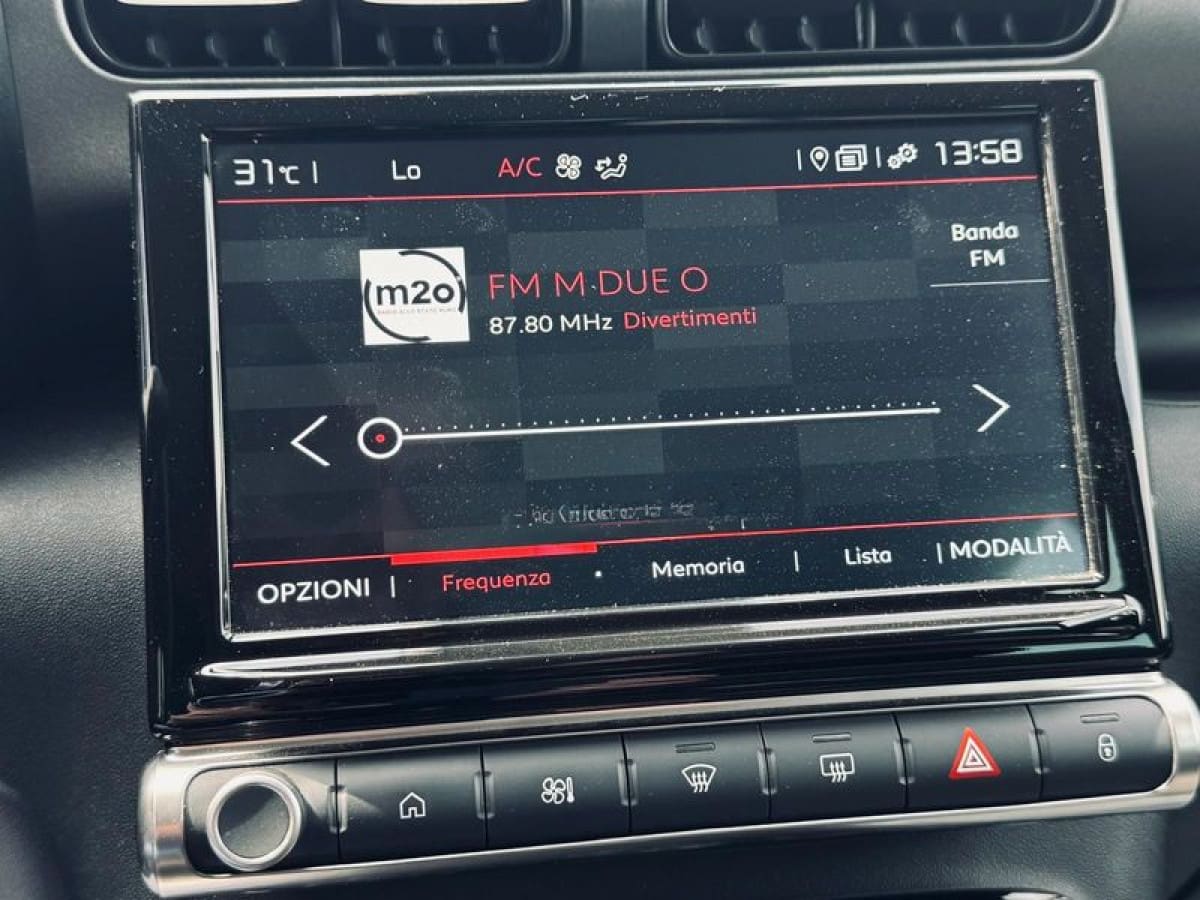 31°C | Lo A/C | | 13:58
Banda
FM
m2o
FM M DUE O
87.80 MHz Divertimenti
OPZIONI | Frequenza · Memoria | Lista | MODALITÀ